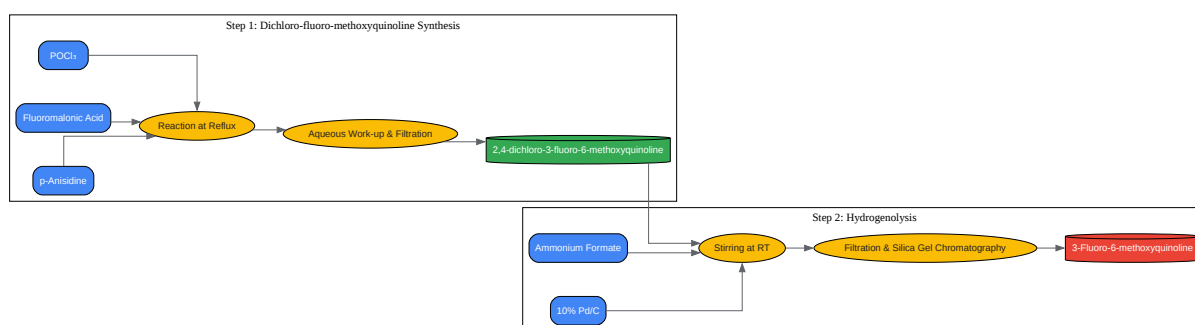 Step 1: Dichloro-fluoro-methoxyquinoline Synthesis
POCl₃
Fluoromalonic Acid
Reaction at Reflux
Aqueous Work-up & Filtration
2,4-dichloro-3-fluoro-6-methoxyquinoline
p-Anisidine
Step 2: Hydrogenolysis
Ammonium Formate
Stirring at RT
Filtration & Silica Gel Chromatography
3-Fluoro-6-methoxyquinoline
10% Pd/C